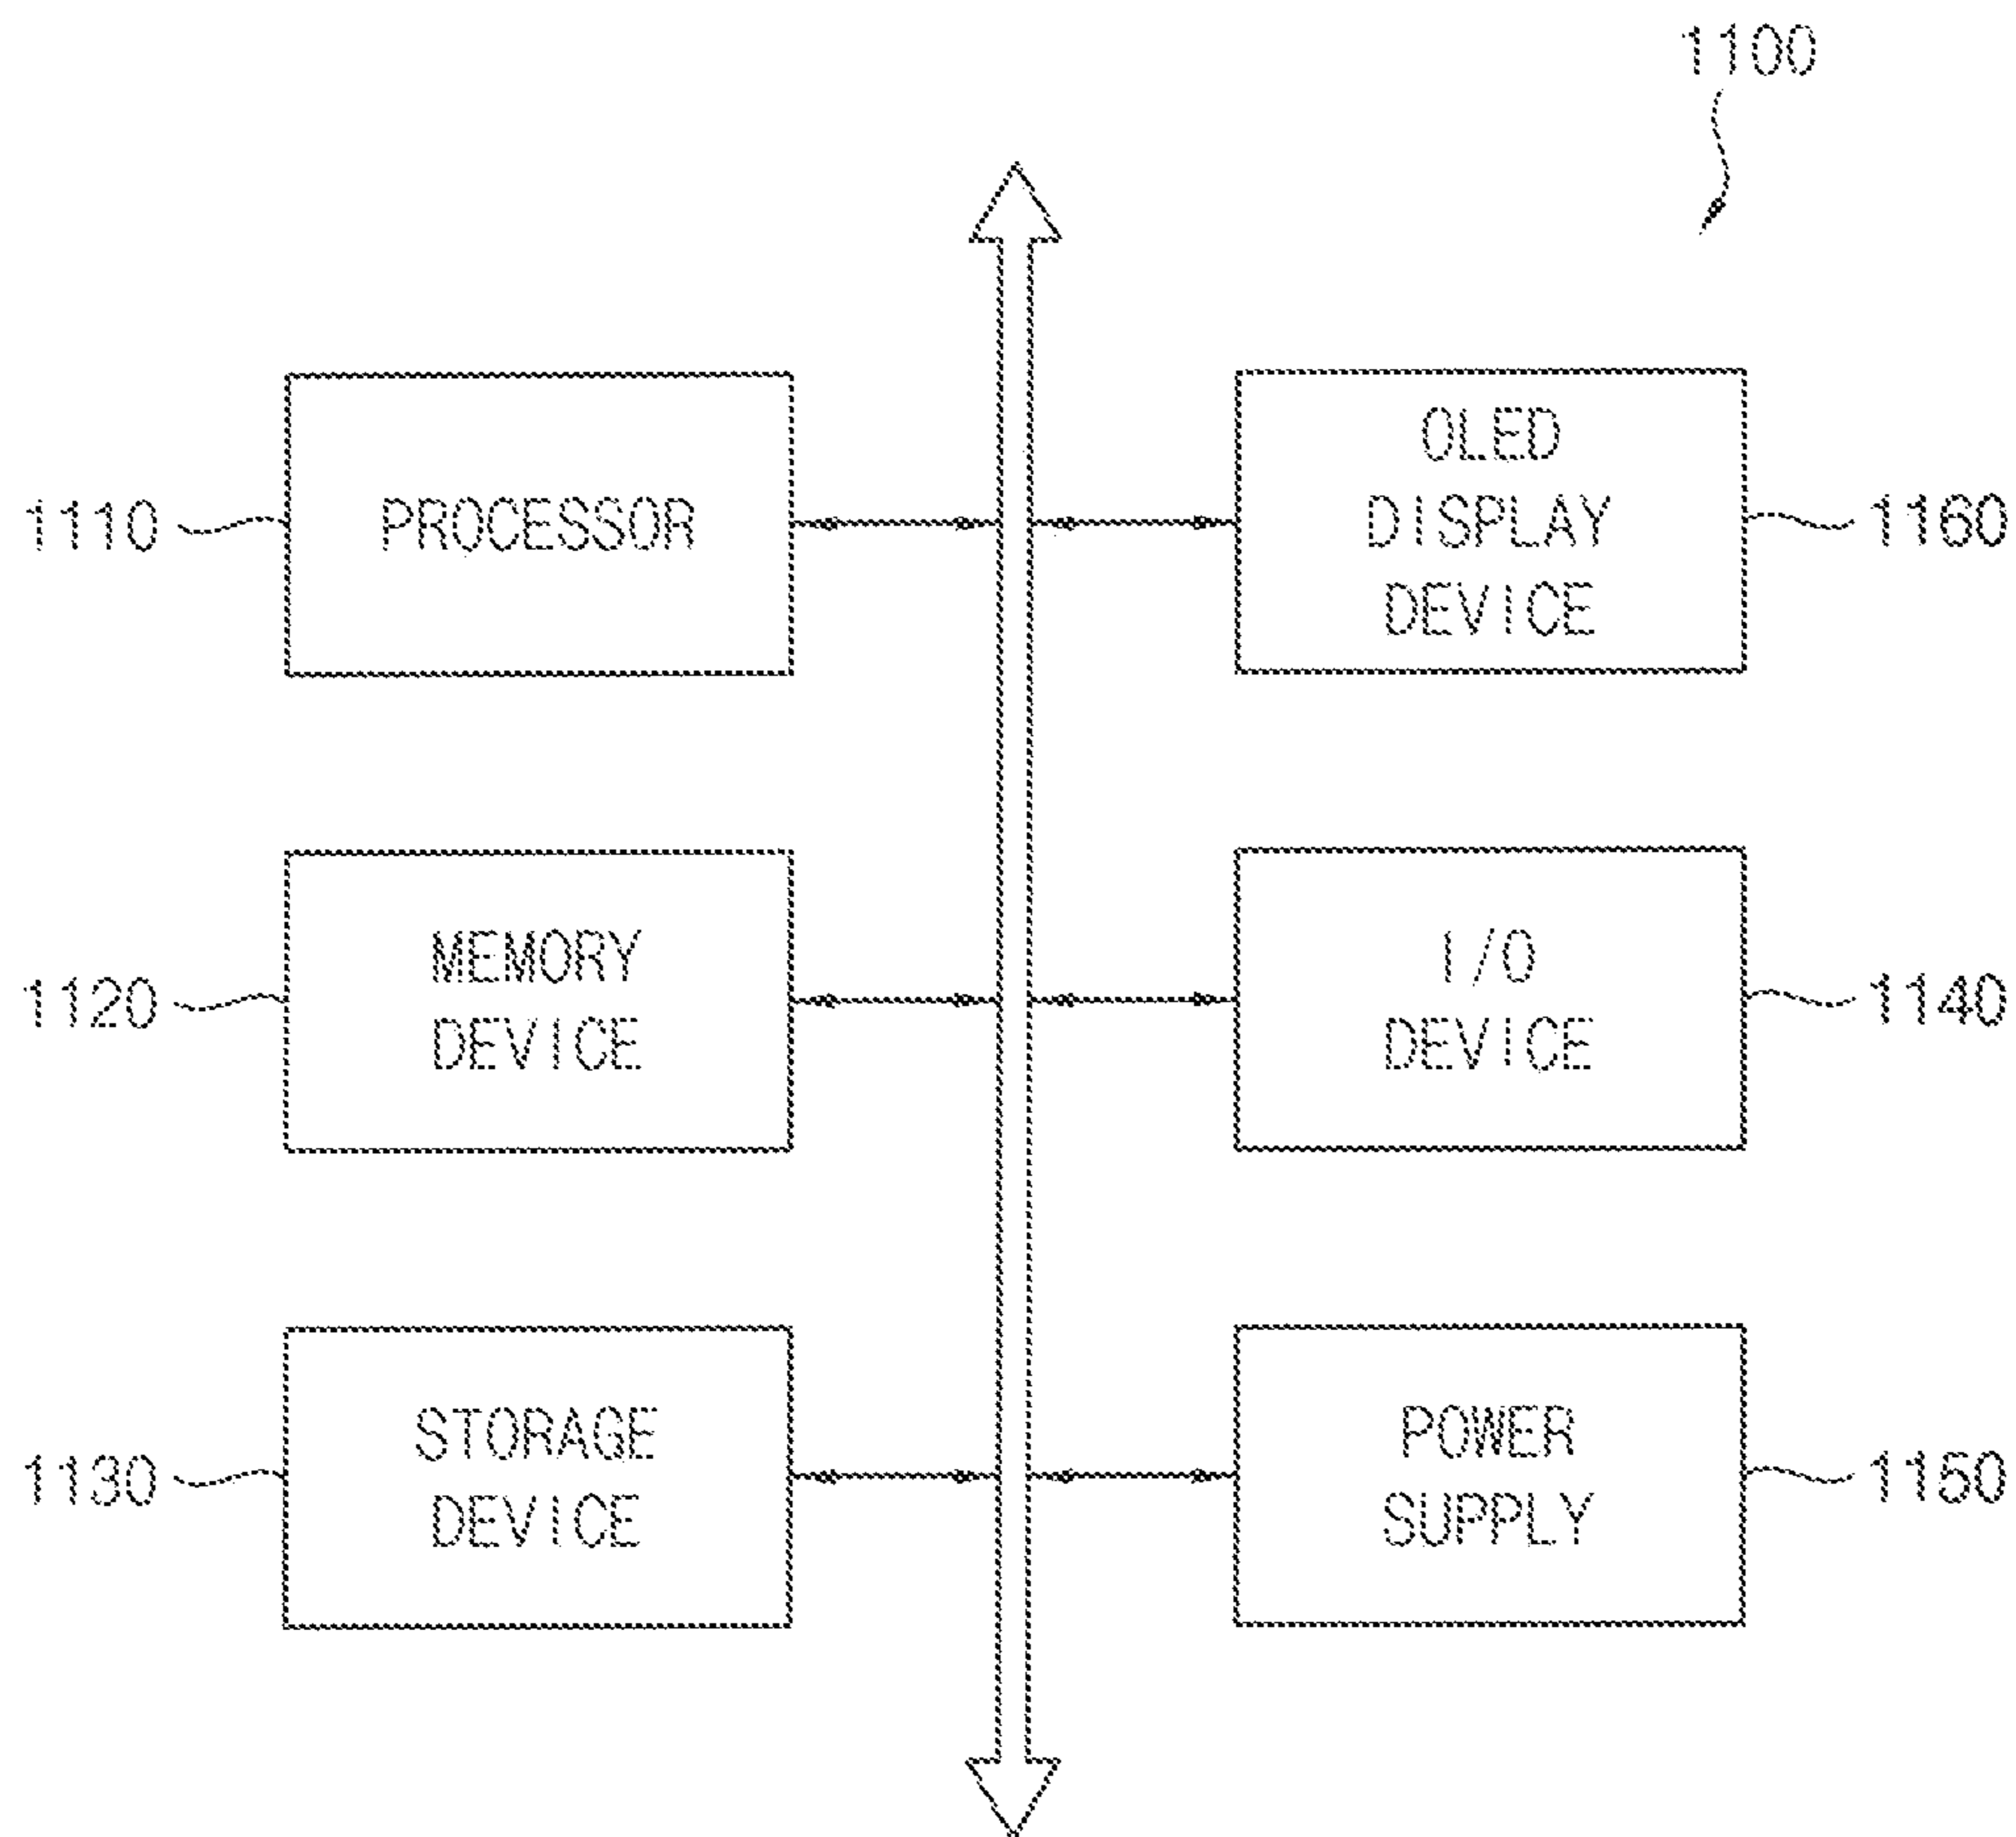 1100
1110
PROCESSOR
OLED
DISPLAY
DEVICE
1160
1120
MEMORY
DEVICE
I/O
DEVICE
1140
1130
STORAGE
DEVICE
POWER
SUPPLY
1150